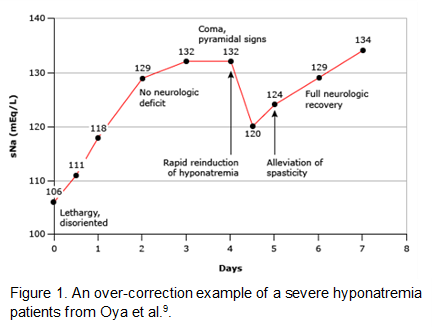 140
130
120
110
100
sNa (mEq/L)
106
111
118
129
132
132
120
124
129
134
Lethargy,
disoriented
No neurologic
deficit
Coma,
pyramidal signs
Rapid reinduction
of hyponatremia
Alleviation of
spasticity
Full neurologic
recovery
0 1 2 3 4 5 6 7 8
Days
Figure 1. An over-correction example of a severe hyponatremia
patients from Oya et al.9.